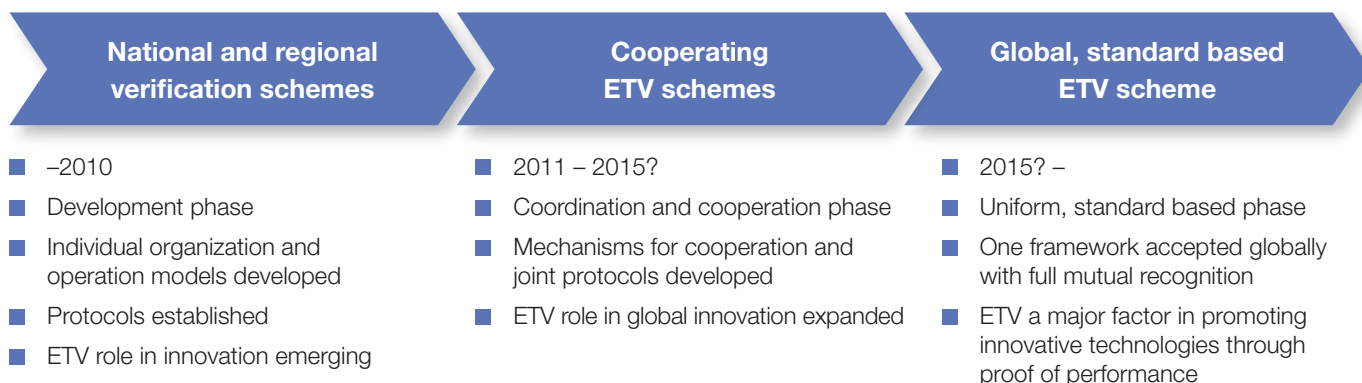 National and regional
verification schemes
Cooperating
ETV schemes
Global, standard based
ETV scheme
–2010
Development phase
Individual organization and
operation models developed
Protocols established
ETV role in innovation emerging
2011 – 2015?
Coordination and cooperation phase
Mechanisms for cooperation and
joint protocols developed
ETV role in global innovation expanded
2015? –
Uniform, standard based phase
One framework accepted globally
with full mutual recognition
ETV a major factor in promoting
innovative technologies through
proof of performance